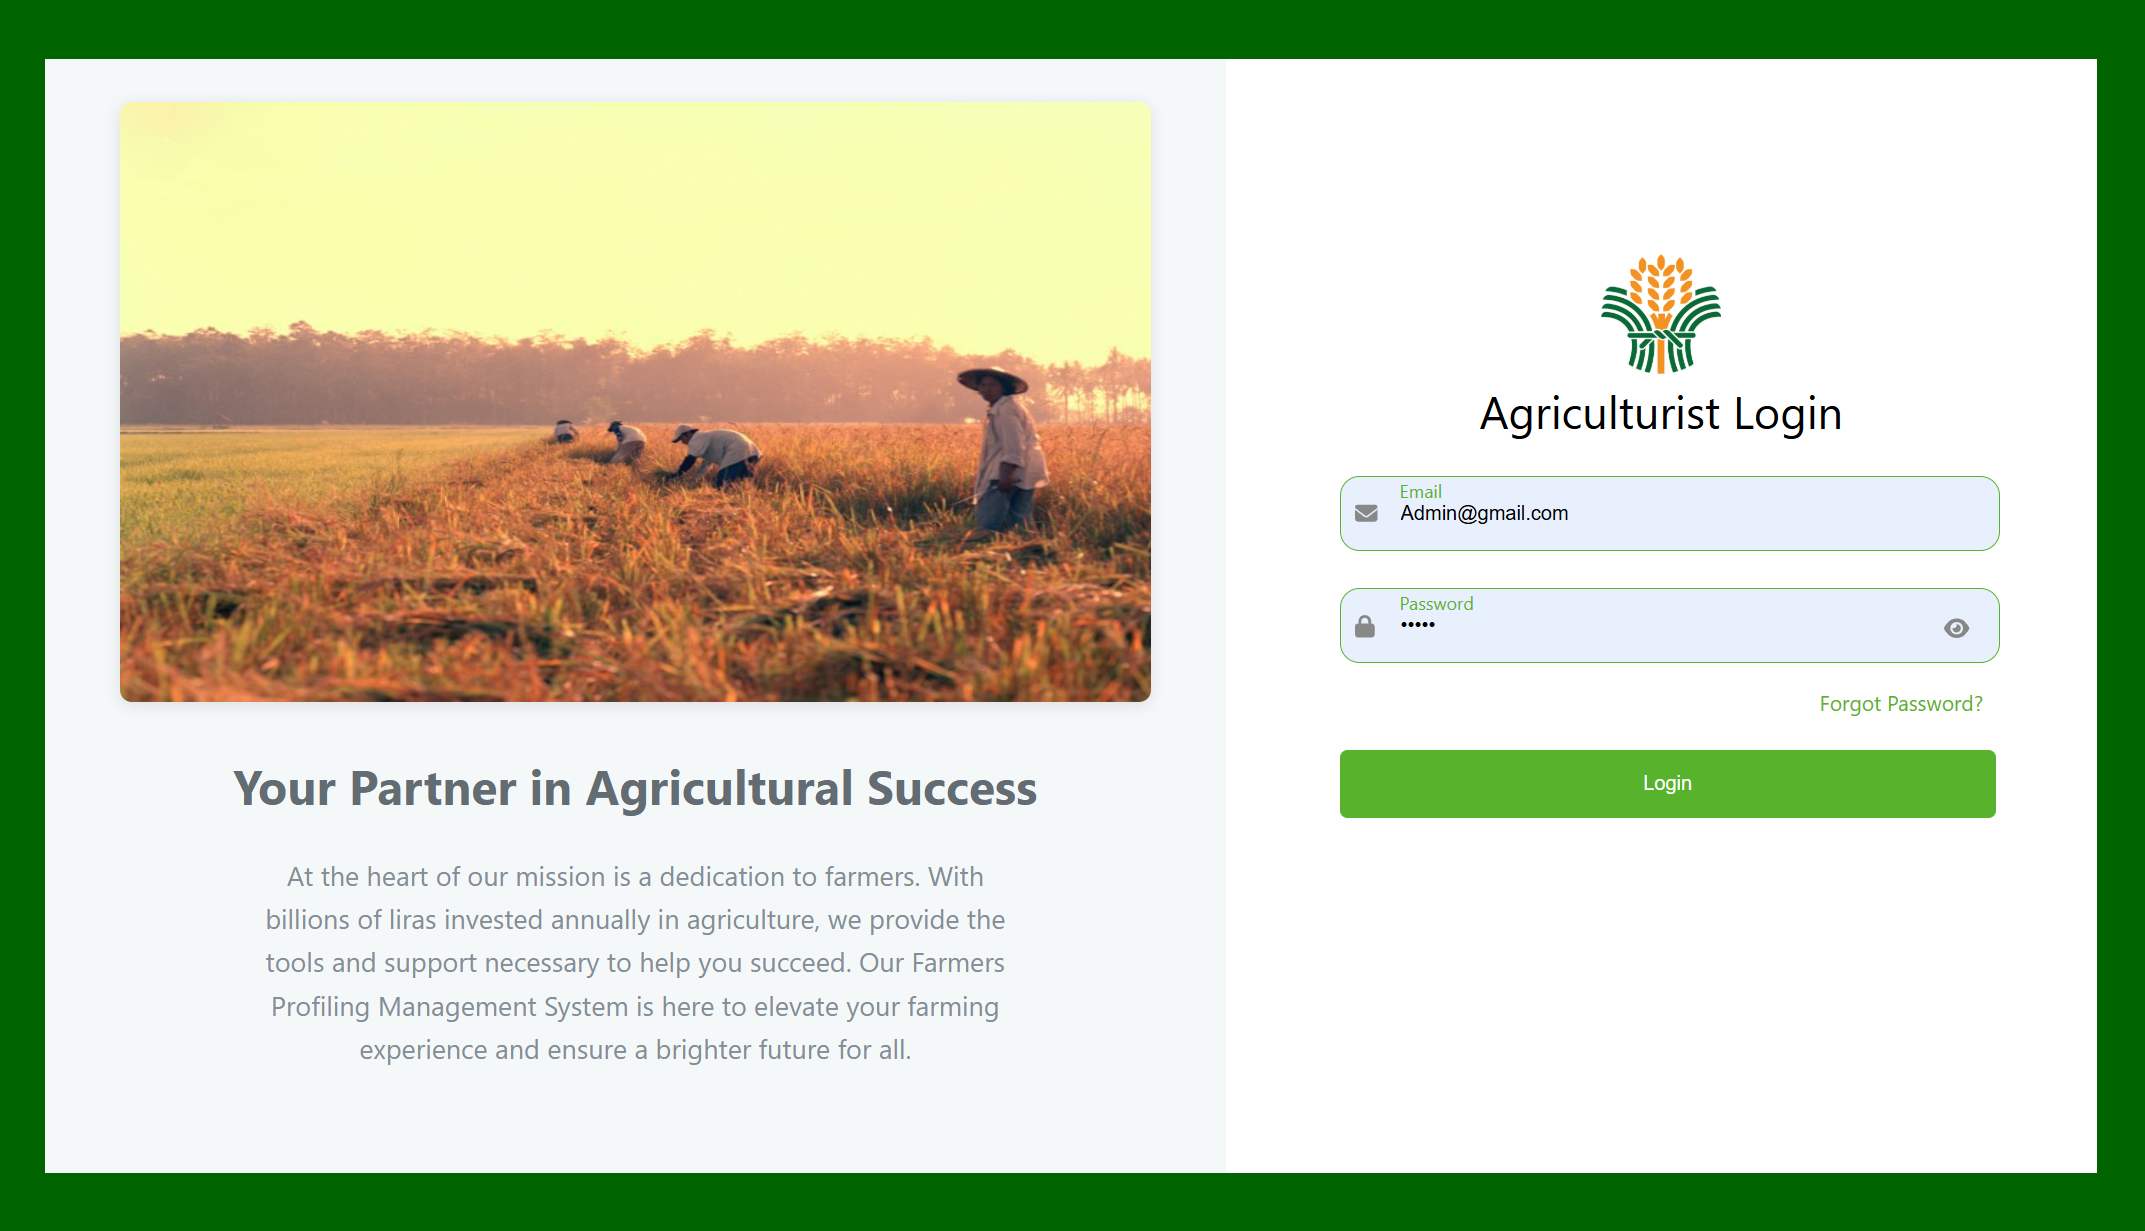 Your Partner in Agricultural Success
At the heart of our mission is a dedication to farmers. With
billions of liras invested annually in agriculture, we provide the
tools and support necessary to help you succeed. Our Farmers
Profiling Management System is here to elevate your farming
experience and ensure a brighter future for all.
Agriculturist Login
Email
Admin@gmail.com
Password
•••••
Forgot Password?
Login